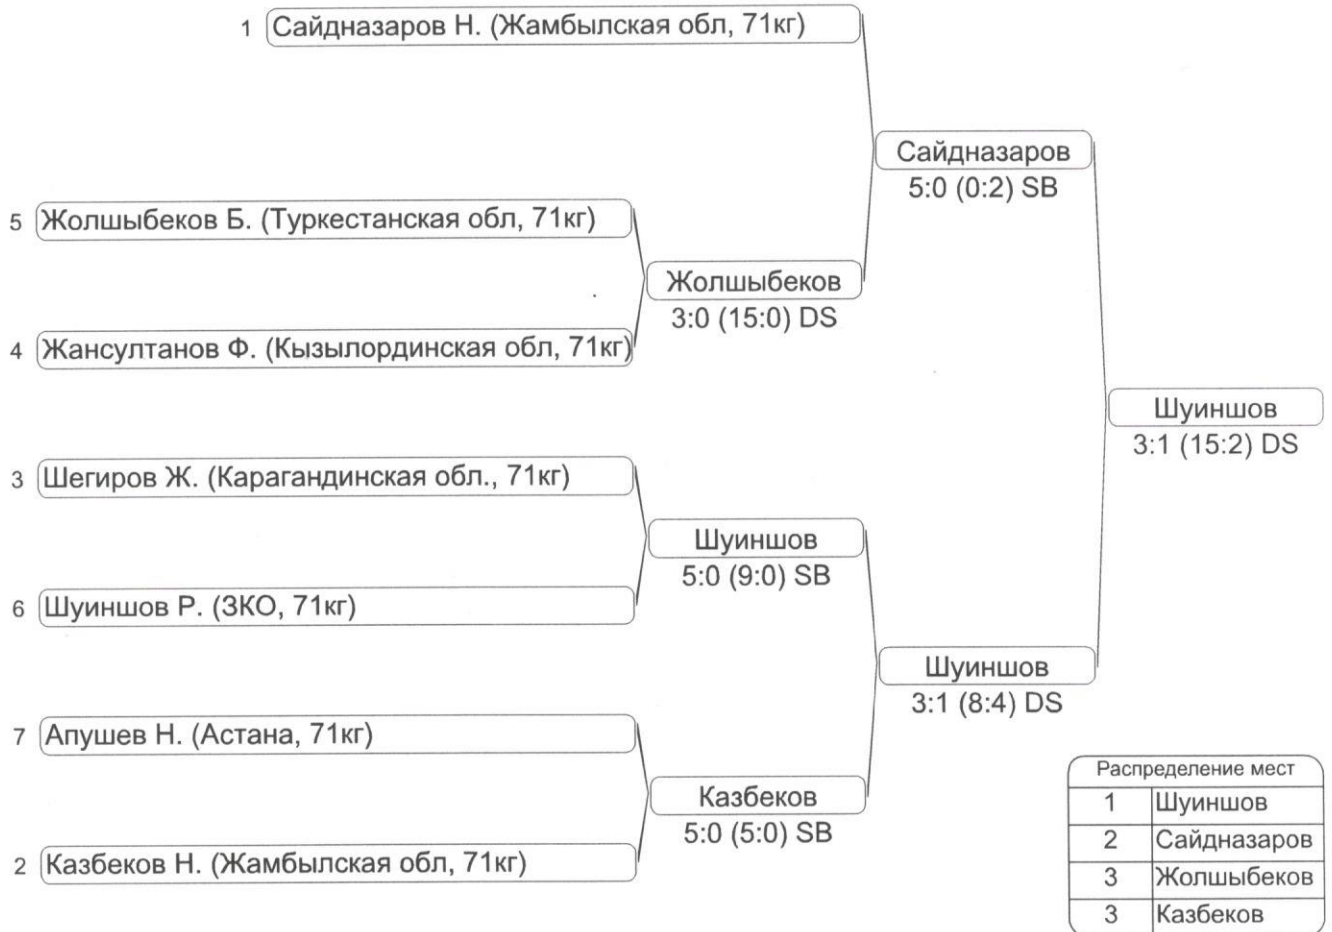 1 Сайдназаров Н. (Жамбылская обл, 71кг)
Сайдназаров
5:0 (0:2) SB
5 Жолшыбеков Б. (Туркестанская обл, 71кг)
Жолшыбеков
3:0 (15:0) DS
4 Жансултанов Ф. (Кызылординская обл, 71кг)
Шуиншов
3:1 (15:2) DS
3 Шегиров Ж. (Карагандинская обл., 71кг)
Шуиншов
5:0 (9:0) SB
6 Шуиншов Р. (ЗКО, 71кг)
Шуиншов
3:1 (8:4) DS
7 Апушев Н. (Астана, 71кг)
Казбеков
5:0 (5:0) SB
2 Казбеков Н. (Жамбылская обл, 71кг)
Распределение мест
1 Шуиншов
2 Сайдназаров
3 Жолшыбеков
3 Казбеков